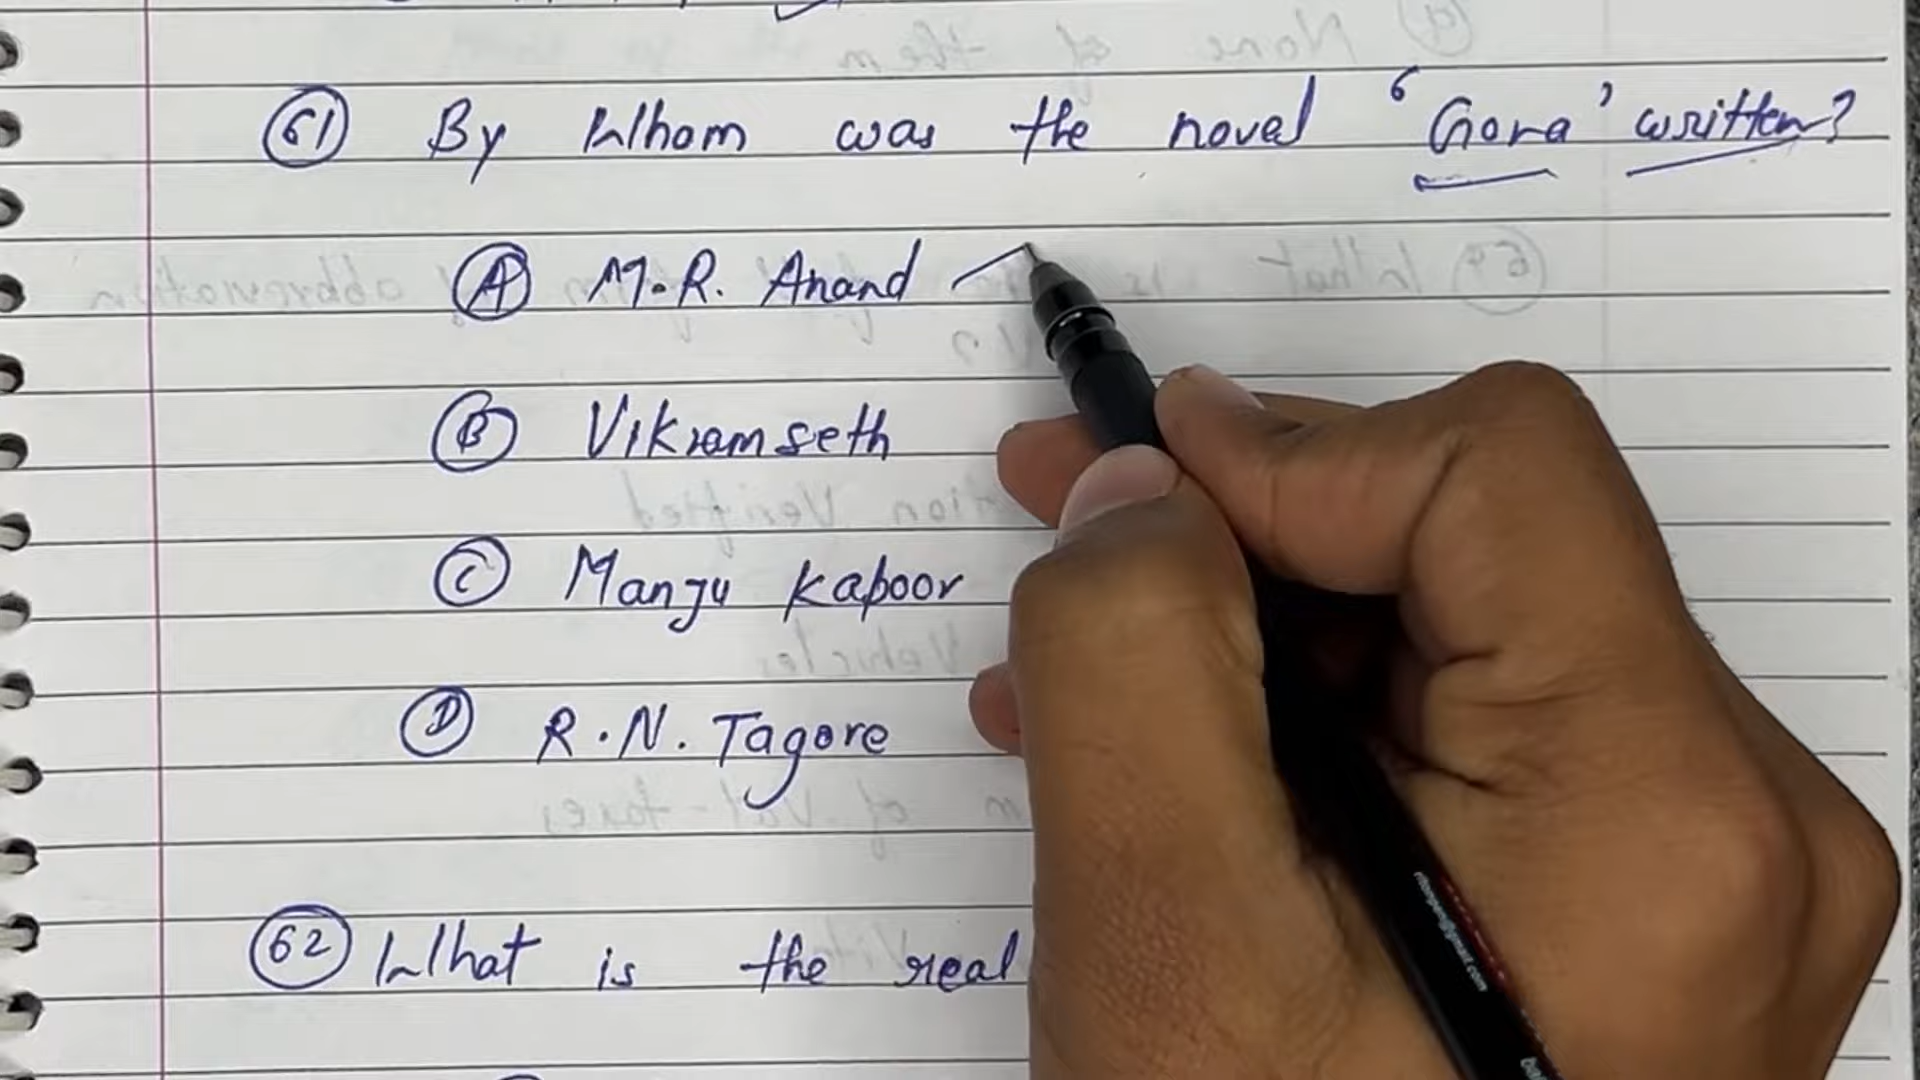 61 By Whom was the novel ‘Gora’ written?
A M.R. Anand
B Vikramseth
C Manju Kapoor
D R.N. Tagore
62 What is the real